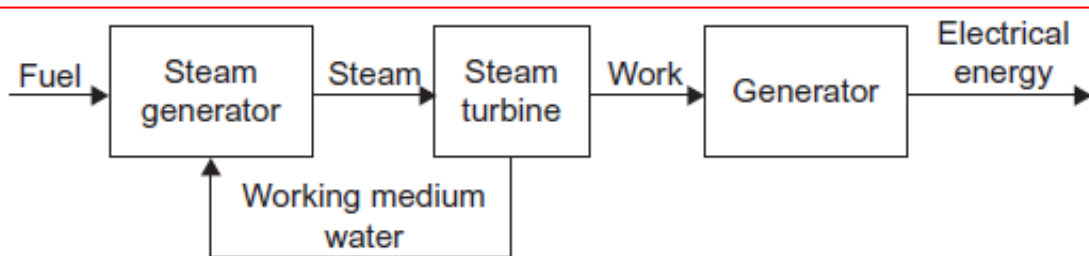 Fuel
Steam
generator
Steam
Steam
turbine
Work
Generator
Electrical
energy
Working medium
water